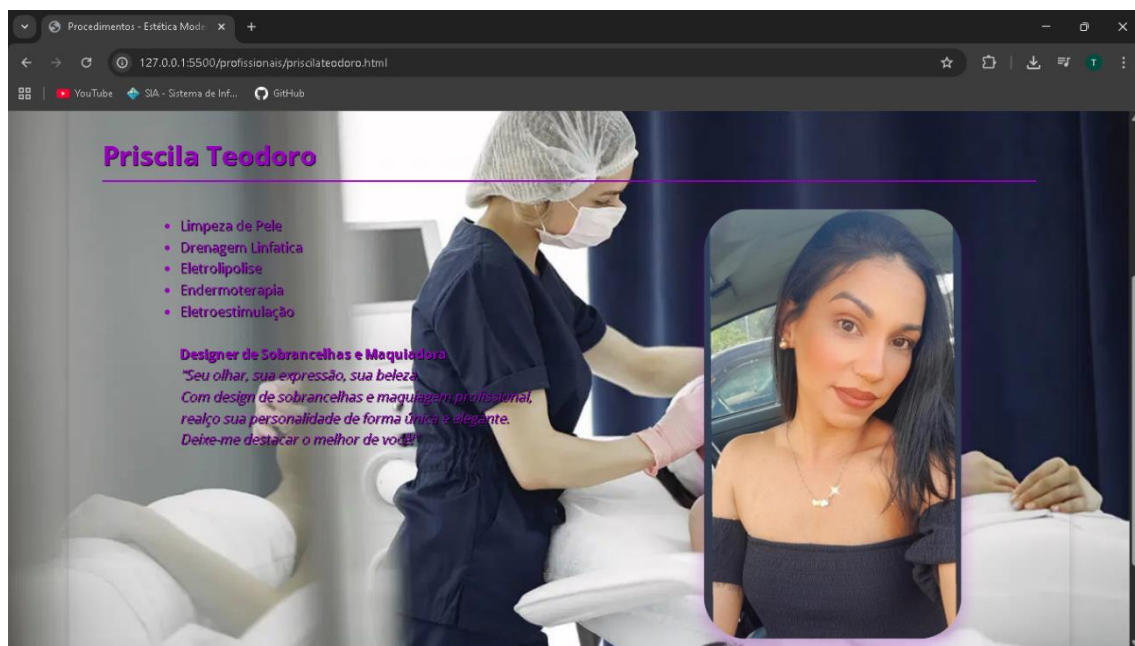 Procedimentos - Estética Mode
127.0.0.1:5500/profissionais/priscilateodoro.html
T
YouTube
SIA - Sistema de Inf...
GitHub
Priscila Teodoro
Limpeza de Pele
Drenagem Linfatica
Eletrolipolise
Endermoterapia
Eletroestimulação
Designer de Sobrancelhas e Maquiadora
"Seu olhar, sua expressão, sua beleza.
Com design de sobrancelhas e maquiagem profissional,
realço sua personalidade de forma única e elegante.
Deixe-me destacar o melhor de você!"